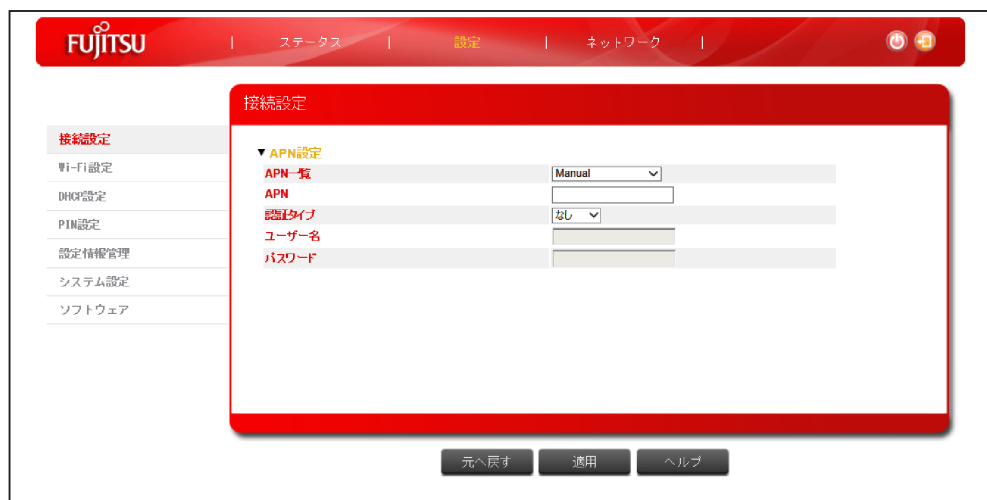 FUJITSU | ステータス | 設定 | ネットワーク |
接続設定
接続設定
Wi-Fi設定
DHCP設定
PIN設定
設定情報管理
システム設定
ソフトウェア
▼ APN設定
APN一覧 Manual
APN
認証タイプ なし
ユーザー名
パスワード
元へ戻す 適用 ヘルプ